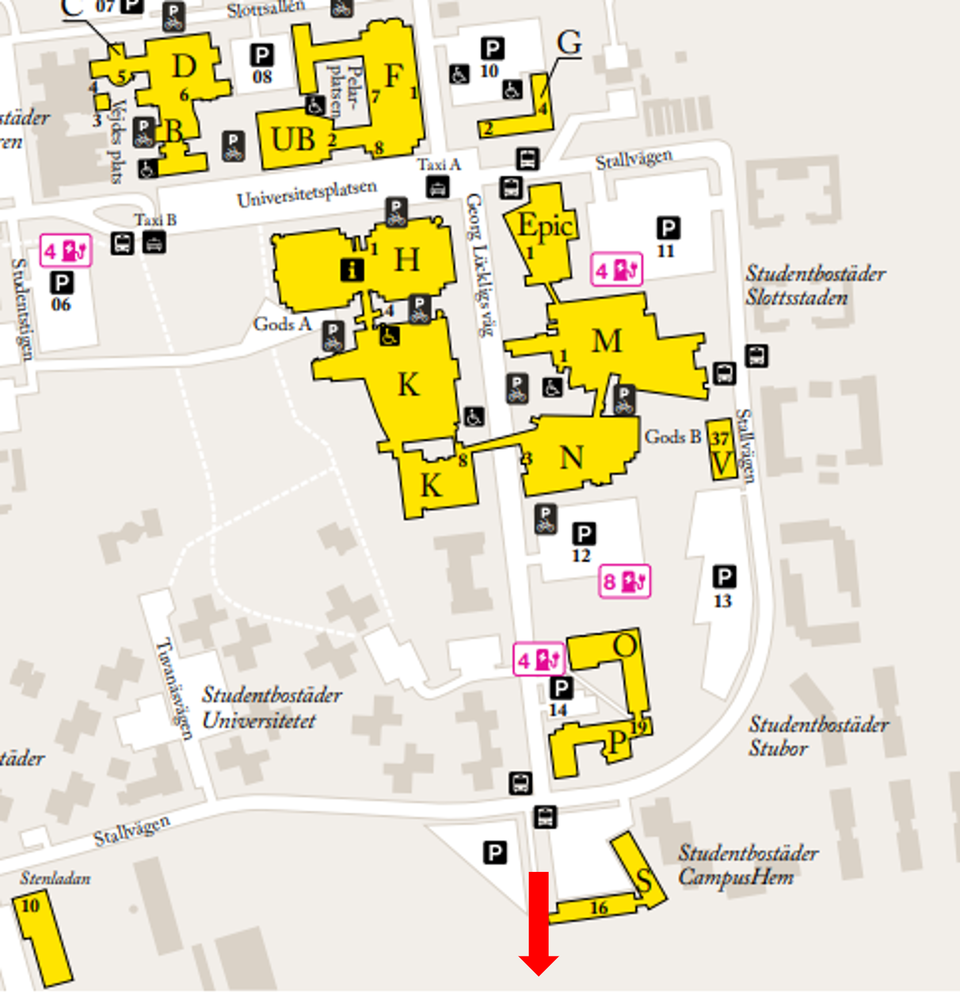 C
07 P
P
Slottsallén
D
5
6
4
3
Vejdes plats
P
B
P
08
P
F
7
1
Pelar-
platsen
UB
2
8
P
10
G
4
2
städer
ren
Taxi A
Stallvägen
Universitetsplatsen
P
Taxi B
4
P
06
Studentstigen
Georg Lückligs väg
Epic
1
P
11
4
1
H
i
4
P
Gods A
P
Studentbostäder
Slottsstaden
M
1
K
P
P
8
K
3
N
Gods B
37
V
Stallvägen
P
P
12
8
P
13
Tuvanäsvägen
Studentbostäder
Universitetet
4
P
14
O
19
P
Studentbostäder
Stubor
täder
Stallvägen
P
Stenladan
10
S
16
Studentbostäder
CampusHem